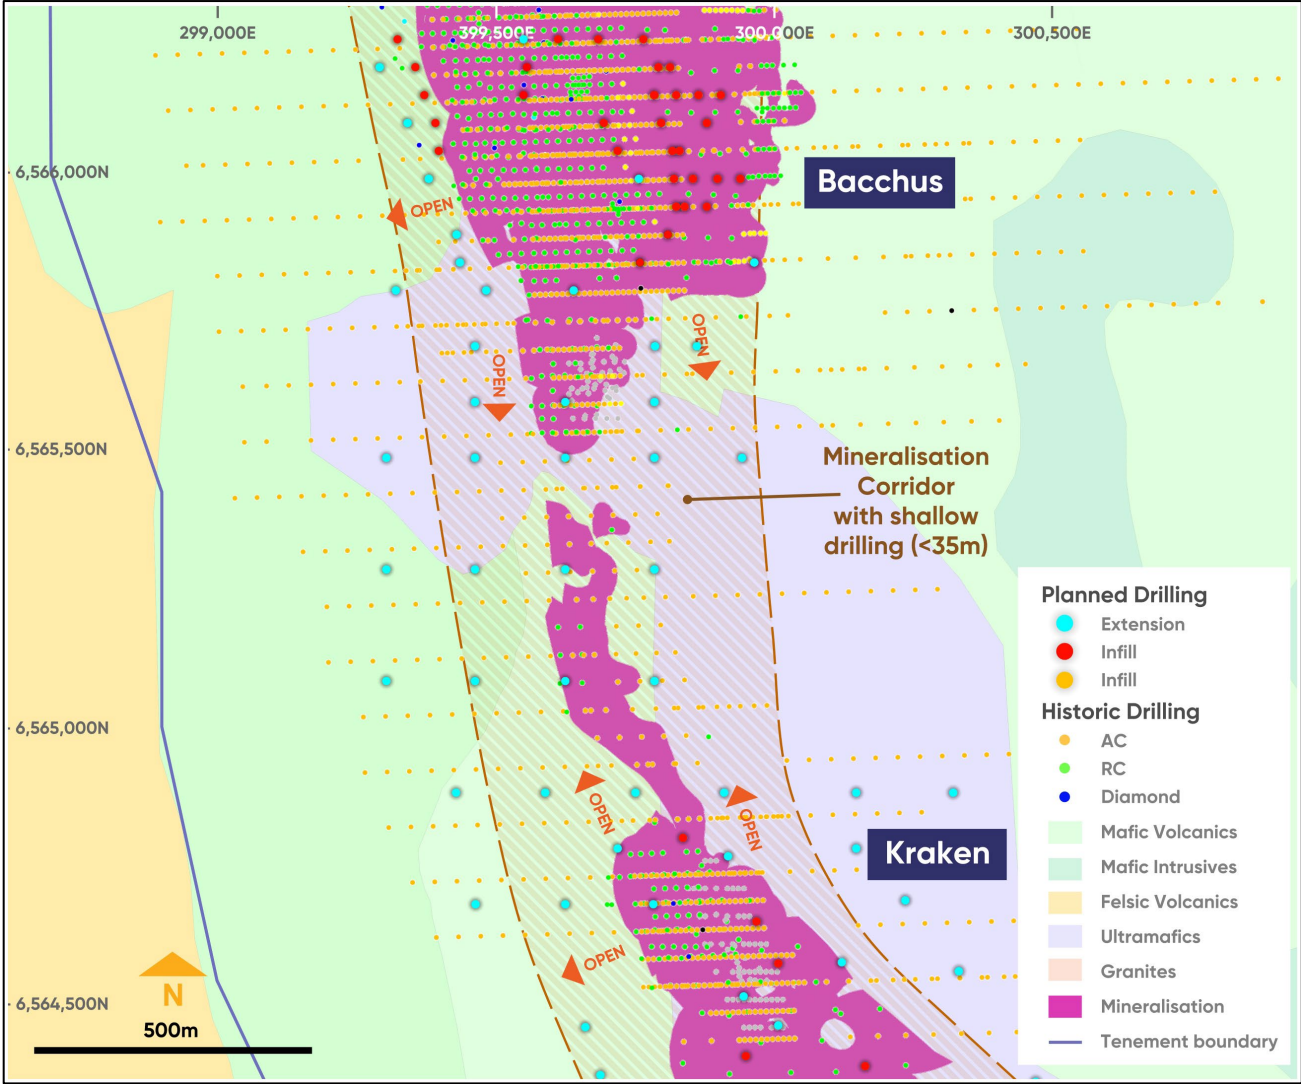 299,000E
399,500E
300,000E
300,500E
6,566,000N
Bacchus
OPEN
OPEN
OPEN
6,565,500N
Mineralisation
Corridor
with shallow
drilling (<35m)
6,565,000N
OPEN
OPEN
Kraken
OPEN
N
6,564,500N
500m
Planned Drilling
Extension
Infill
Infill
Historic Drilling
AC
RC
Diamond
Mafic Volcanics
Mafic Intrusives
Felsic Volcanics
Ultramafics
Granites
Mineralisation
Tenement boundary